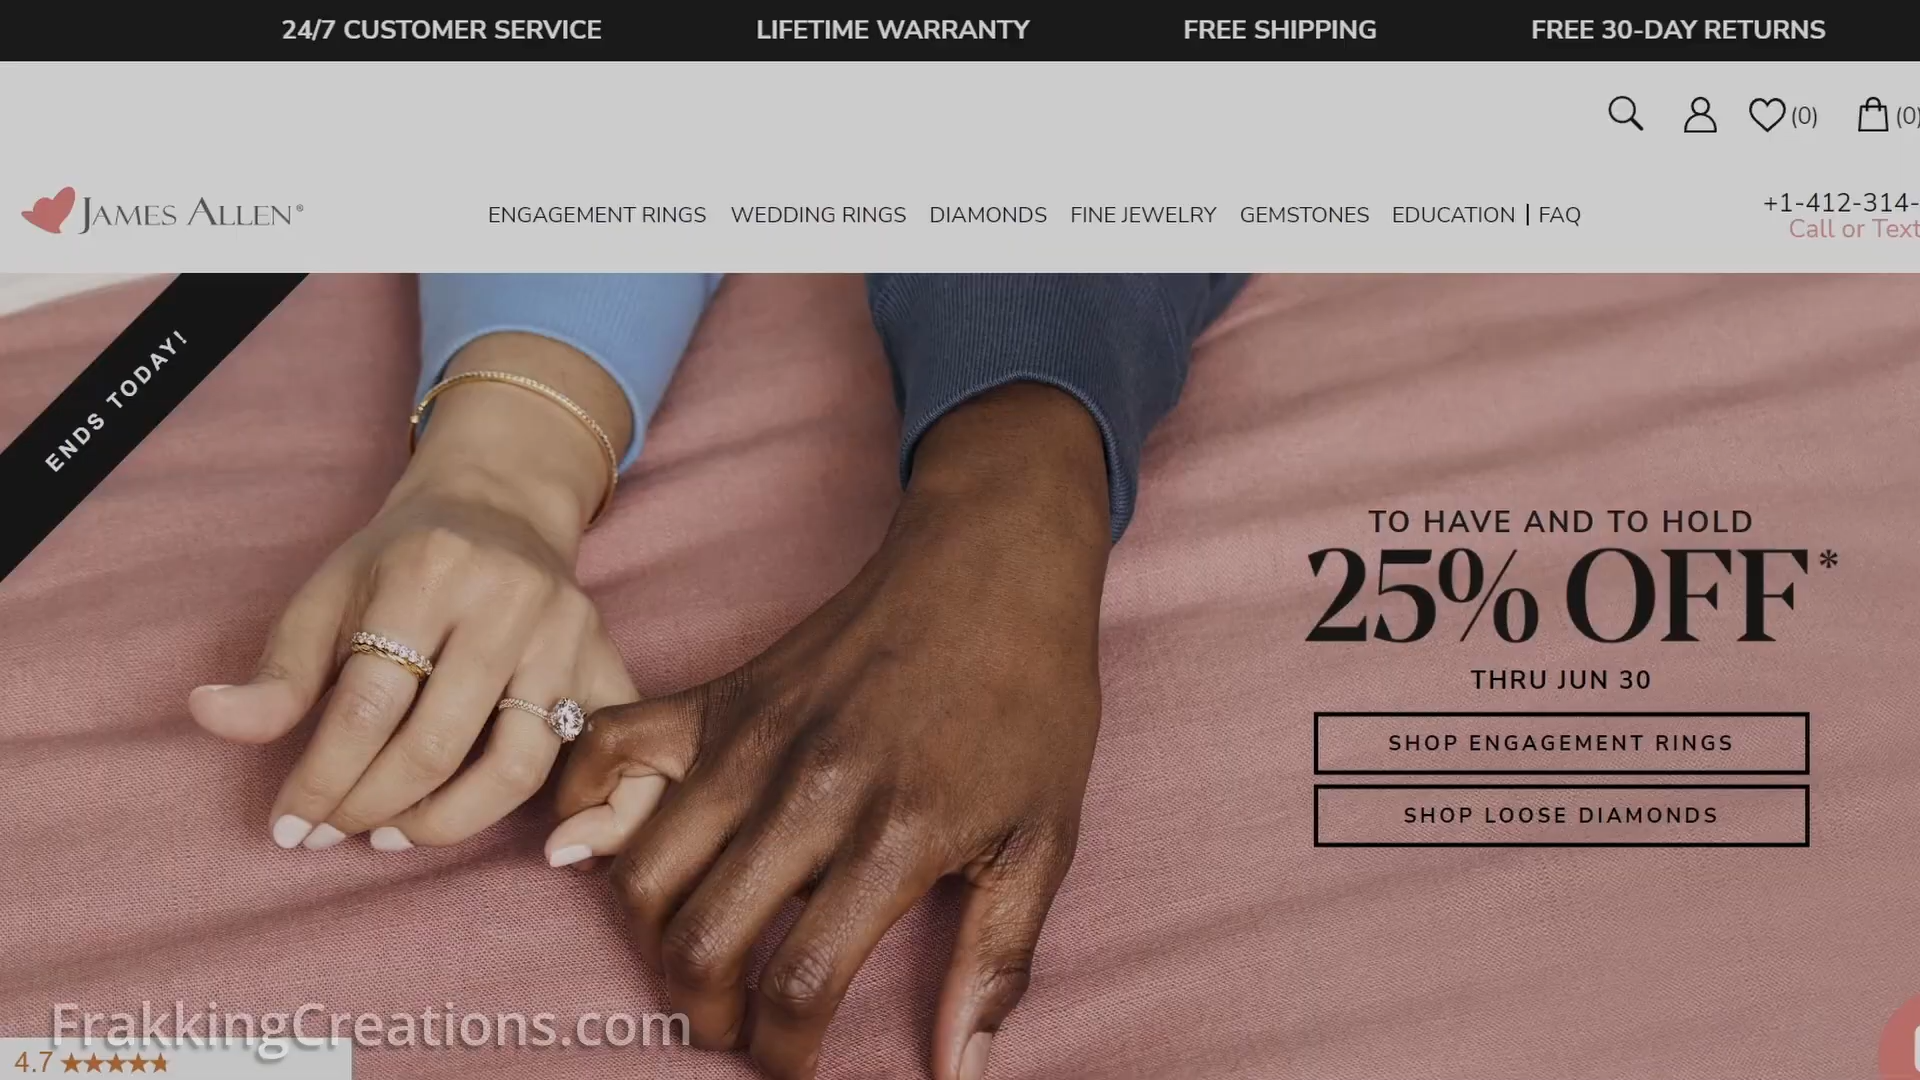 24/7 CUSTOMER SERVICE LIFETIME WARRANTY FREE SHIPPING FREE 30-DAY RETURNS
(0) (0)
JAMES ALLEN®
ENGAGEMENT RINGS WEDDING RINGS DIAMONDS FINE JEWELRY GEMSTONES EDUCATION | FAQ
+1-412-314-
Call or Text
ENDS TODAY!
TO HAVE AND TO HOLD
25% OFF*
THRU JUN 30
SHOP ENGAGEMENT RINGS
SHOP LOOSE DIAMONDS
FrakkingCreations.com
4.7